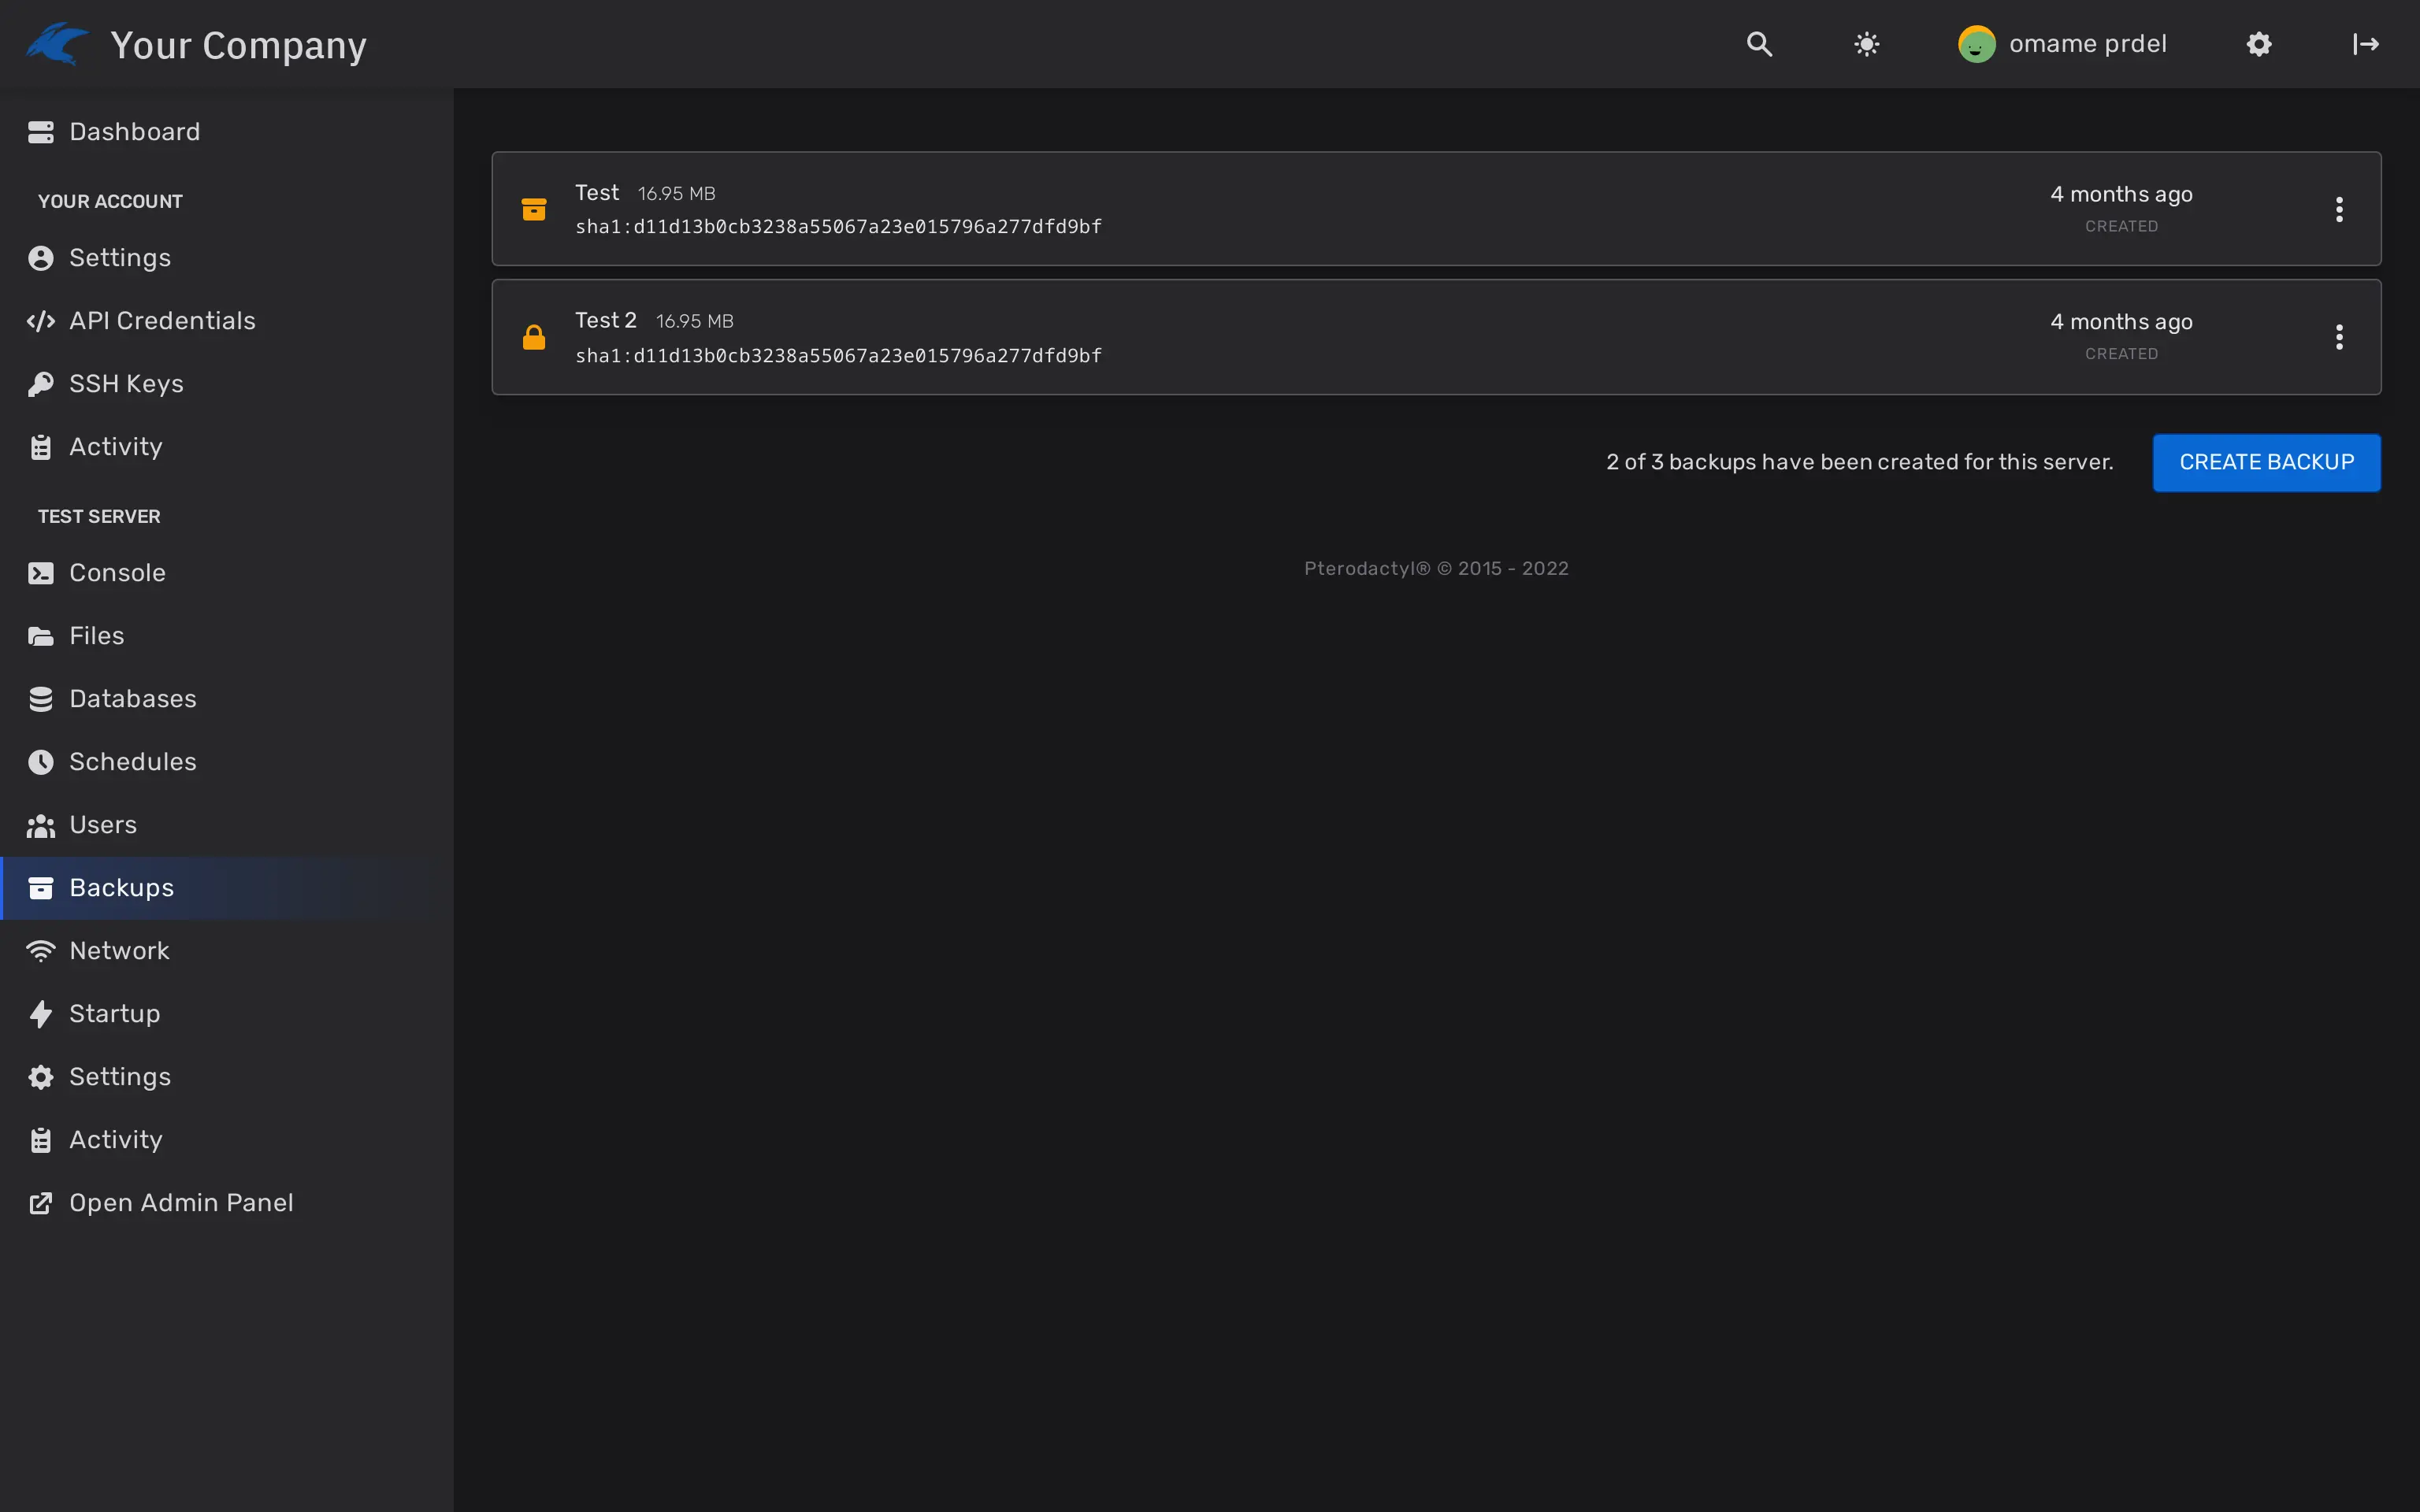 Your Company
omame prdel
Dashboard
YOUR ACCOUNT
Settings
API Credentials
SSH Keys
Activity
TEST SERVER
Console
Files
Databases
Schedules
Users
Backups
Network
Startup
Settings
Activity
Open Admin Panel
Test 16.95 MB
sha1:d11d13b0cb3238a55067a23e015796a277dfd9bf
4 months ago
CREATED
Test 2 16.95 MB
sha1:d11d13b0cb3238a55067a23e015796a277dfd9bf
4 months ago
CREATED
2 of 3 backups have been created for this server.
CREATE BACKUP
Pterodactyl® © 2015 - 2022